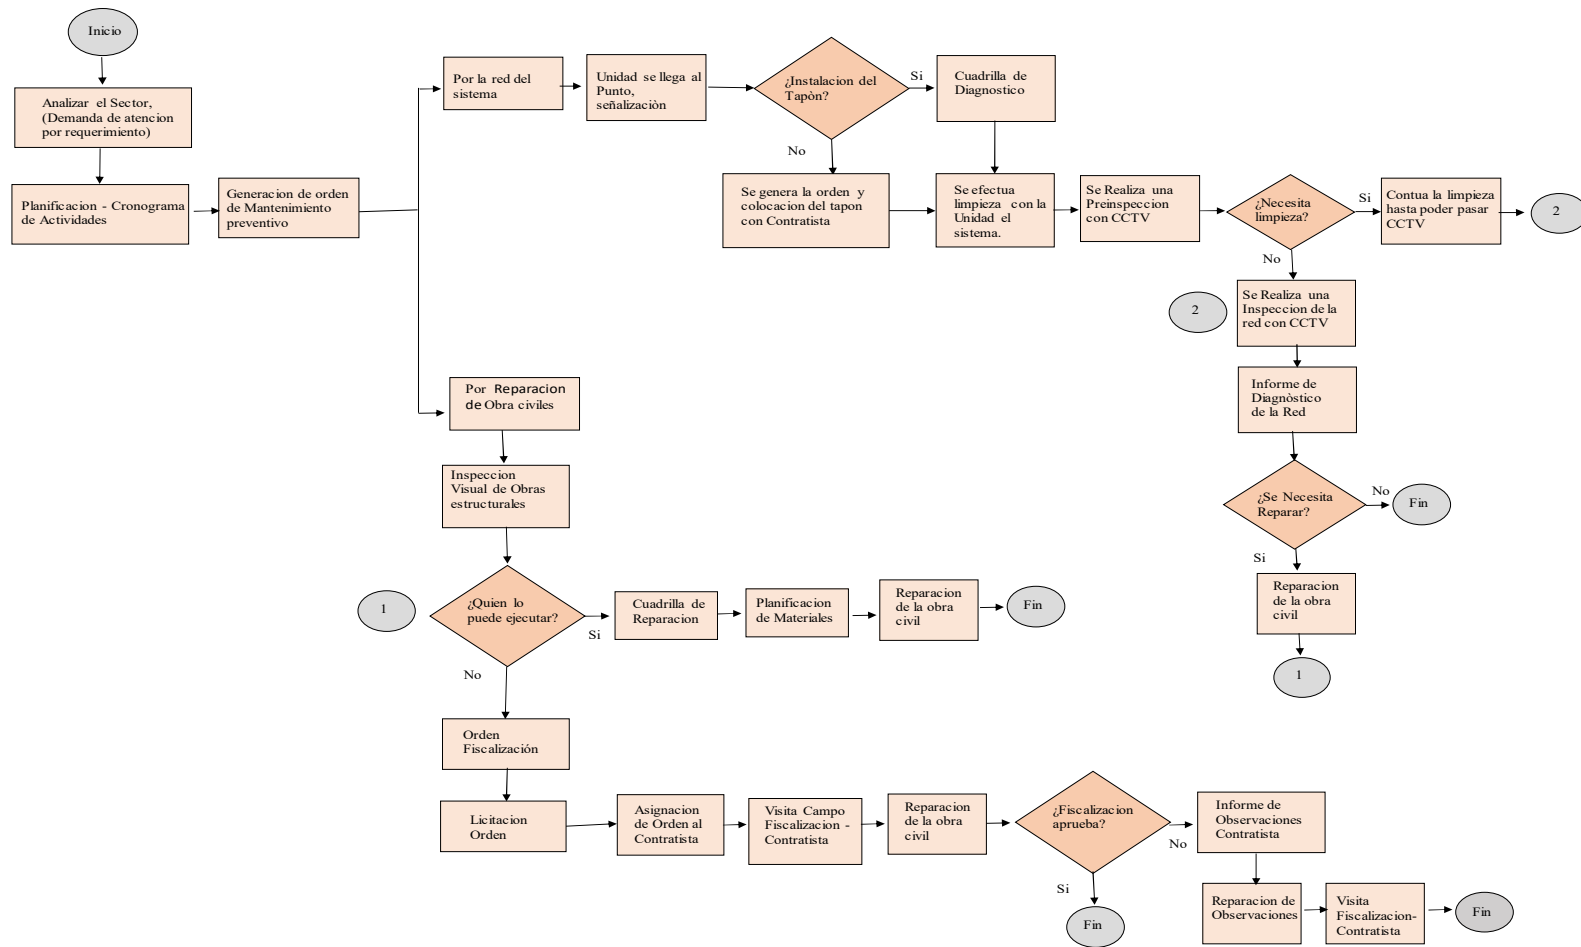 Inicio
Analizar el Sector,
(Demanda de atencion
por requerimiento)
Planificacion - Cronograma
de Actividades
Generacion de orden
de Mantenimiento
preventivo
Por la red del
sistema
Unidad se llega al
Punto,
señalizaciòn
¿Instalacion del
Tapòn?
Si
No
Cuadrilla de
Diagnostico
Se genera la orden y
colocacion del tapon
con Contratista
Se efectua
limpieza con la
Unidad el
sistema.
Se Realiza una
Preinspeccion
con CCTV
¿Necesita
limpieza?
Si
No
Contua la limpieza
hasta poder pasar
CCTV
2
2
Se Realiza una
Inspeccion de la
red con CCTV
Informe de
Diagnòstico
de la Red
¿Se Necesita
Reparar?
No
Fin
Si
Reparacion
de la obra
civil
1
Por Reparacion
de Obra civiles
Inspeccion
Visual de Obras
estructurales
1
¿Quien lo
puede ejecutar?
Si
No
Cuadrilla de
Reparacion
Planificacion
de Materiales
Reparacion
de la obra
civil
Fin
Orden
Fiscalización
Licitacion
Orden
Asignacion
de Orden al
Contratista
Visita Campo
Fiscalizacion -
Contratista
Reparacion
de la obra
civil
¿Fiscalizacion
aprueba?
Si
No
Fin
Informe de
Observaciones
Contratista
Reparacion de
Observaciones
Visita
Fiscalizacion-
Contratista
Fin